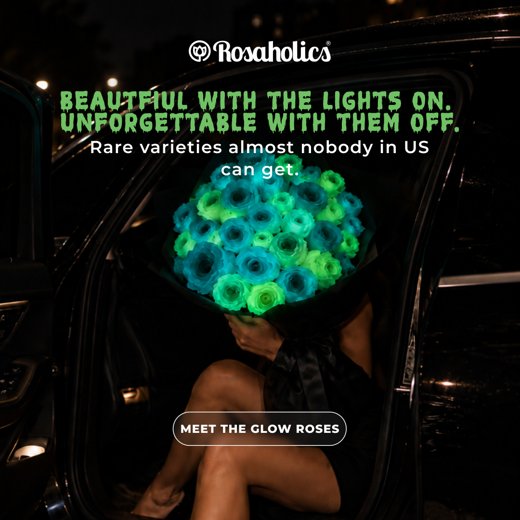 Rosaholics®
BEAUTFIUL WITH THE LIGHTS ON.
UNFORGETTABLE WITH THEM OFF.
Rare varieties almost nobody in US
can get.
MEET THE GLOW ROSES